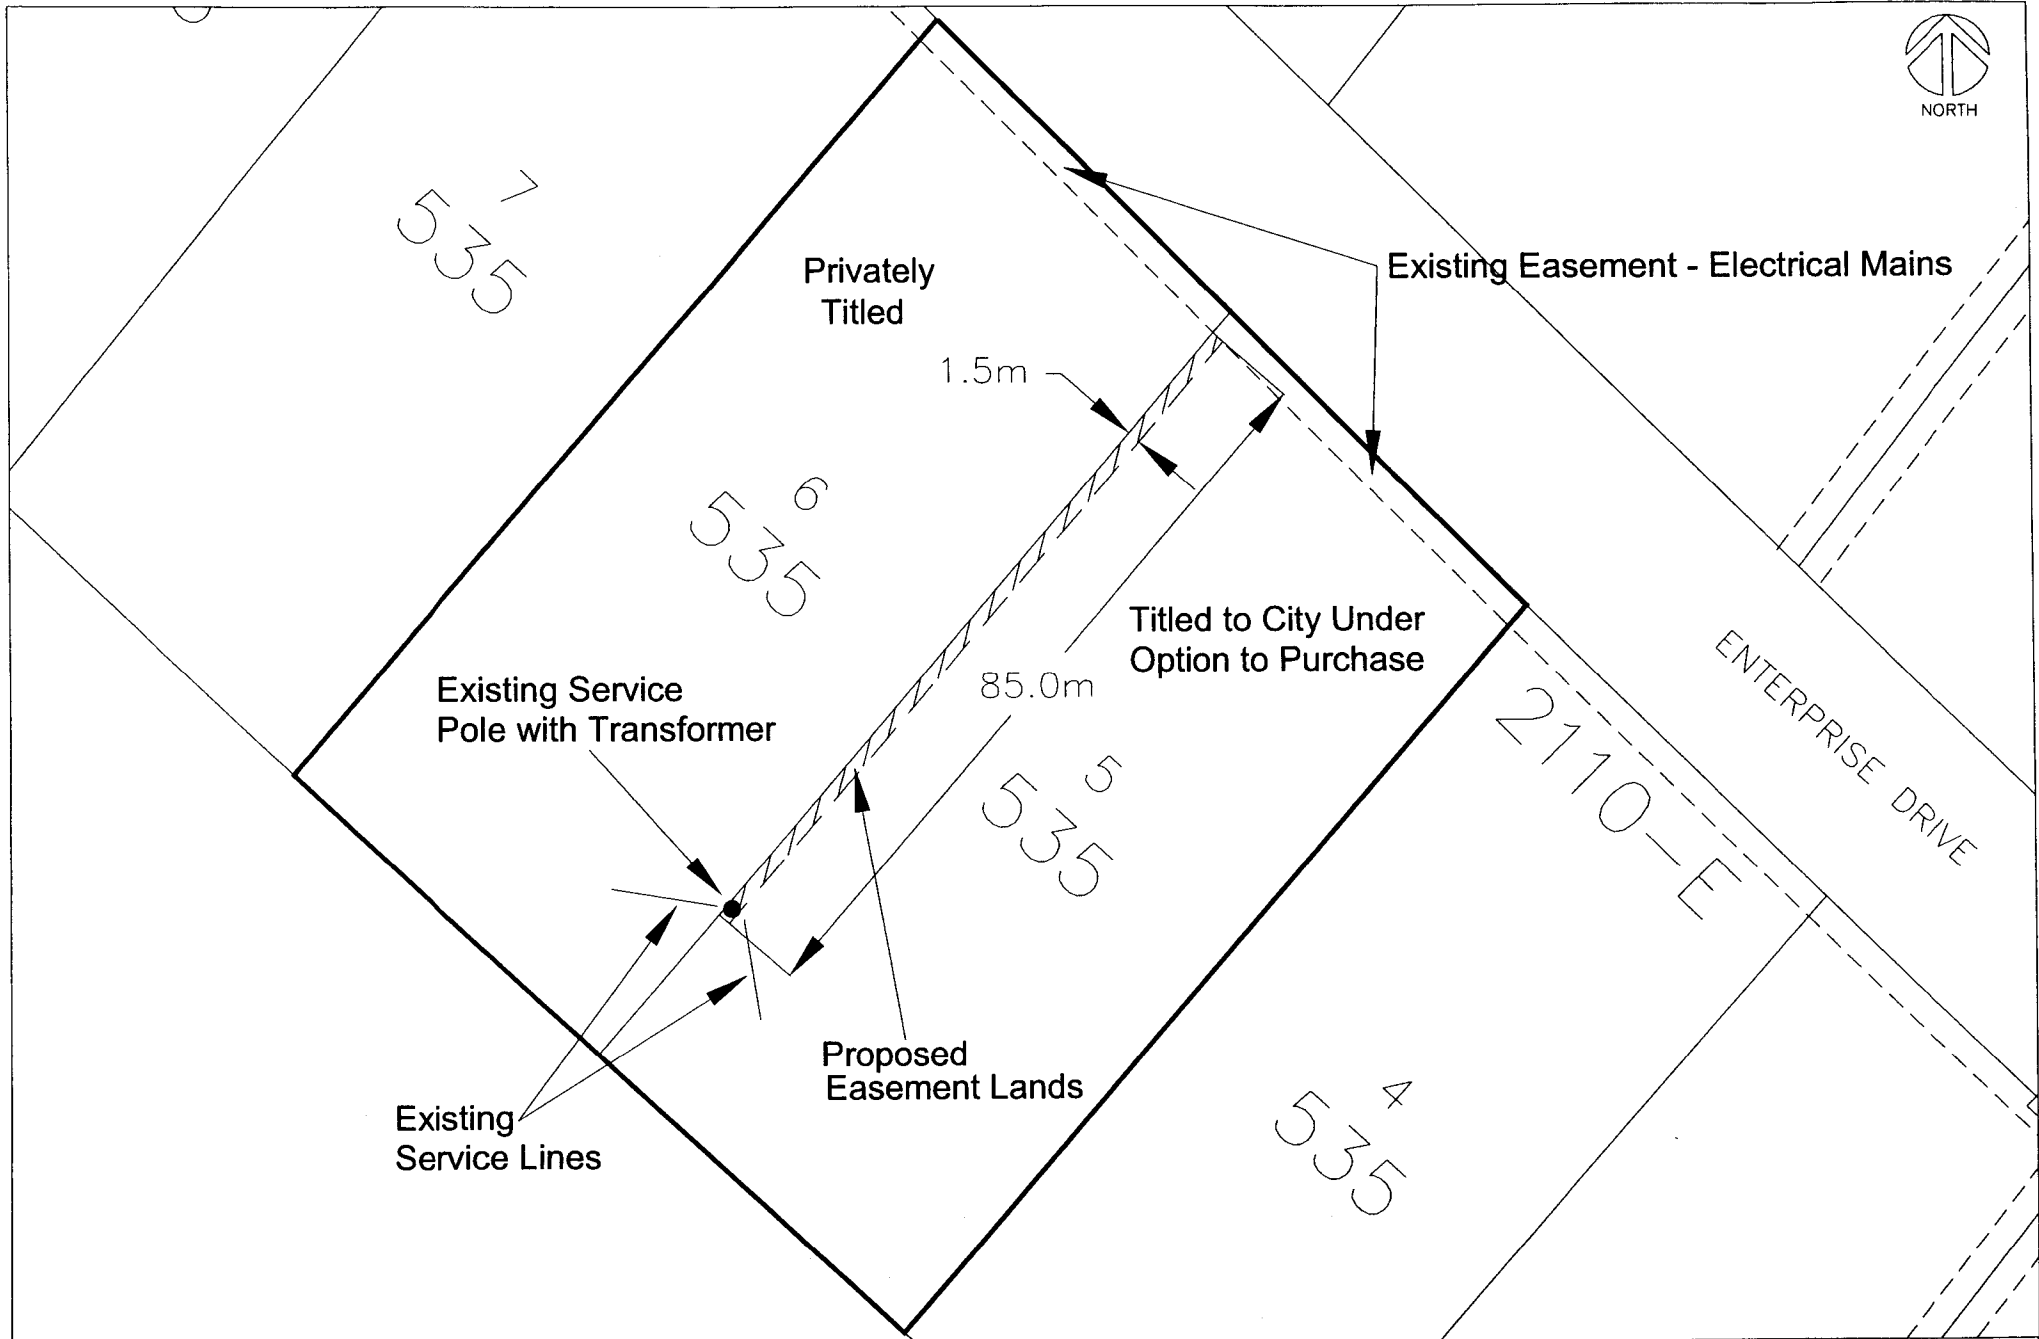 NORTH
7
535
Privately
Titled
Existing Easement - Electrical Mains
1.5m
6
535
Titled to City Under
Option to Purchase
85.0m
Existing Service
Pole with Transformer
ENTERPRISE DRIVE
2110-E
5
535
Proposed
Easement Lands
4
535
Existing
Service Lines